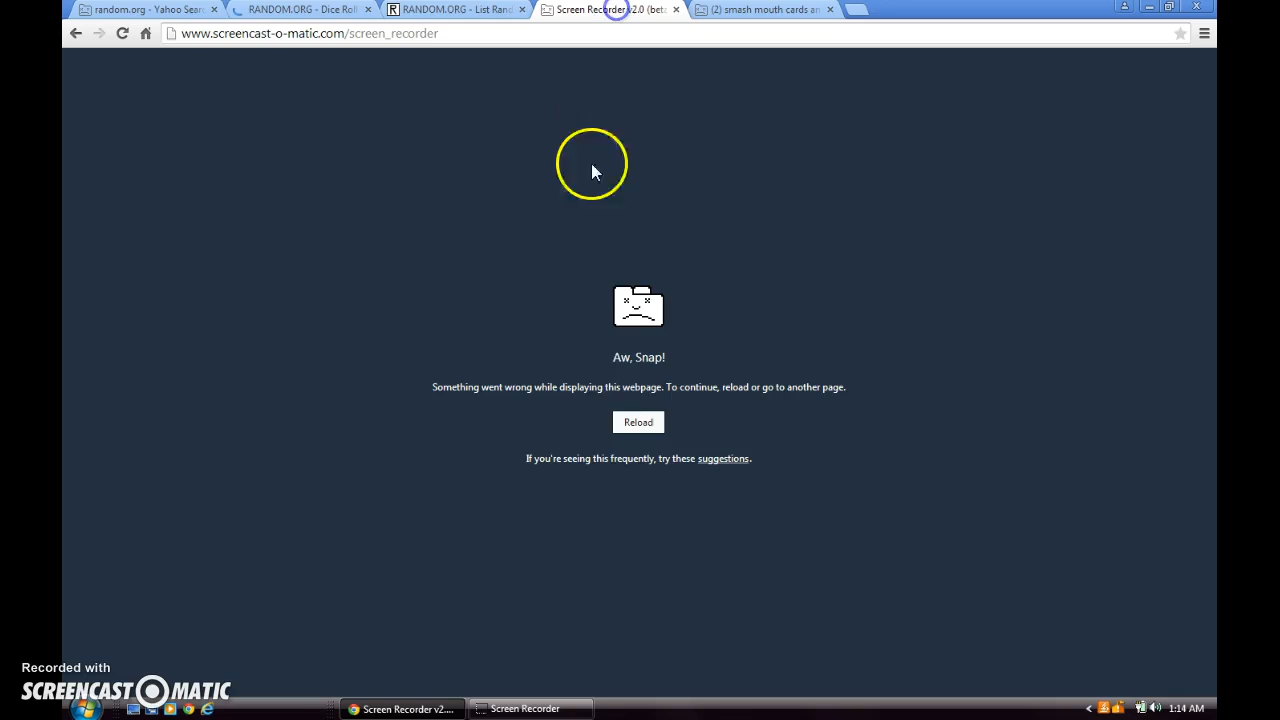 random.org - Yahoo Sear
RANDOM.ORG - Dice Roll
R RANDOM.ORG - List Rand
Screen Recorder v2.0 (beta
(2) smash mouth cards an
www.screencast-o-matic.com/screen_recorder
Aw, Snap!
Something went wrong while displaying this webpage. To continue, reload or go to another page.
Reload
If you're seeing this frequently, try these suggestions.
Recorded with
SCREENCAST O MATIC
Screen Recorder v2....
Screen Recorder
1:14 AM